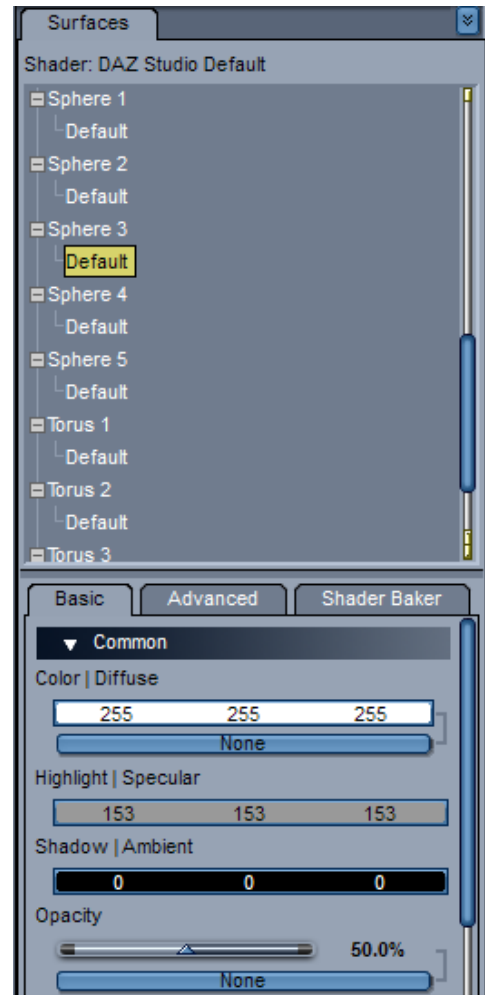 Surfaces
Shader: DAZ Studio Default
Sphere 1
Default
Sphere 2
Default
Sphere 3
Default
Sphere 4
Default
Sphere 5
Default
Torus 1
Default
Torus 2
Default
Torus 3
Basic Advanced Shader Baker
Common
Color | Diffuse
255 255 255
None
Highlight | Specular
153 153 153
Shadow | Ambient
0 0 0
Opacity
50.0%
None